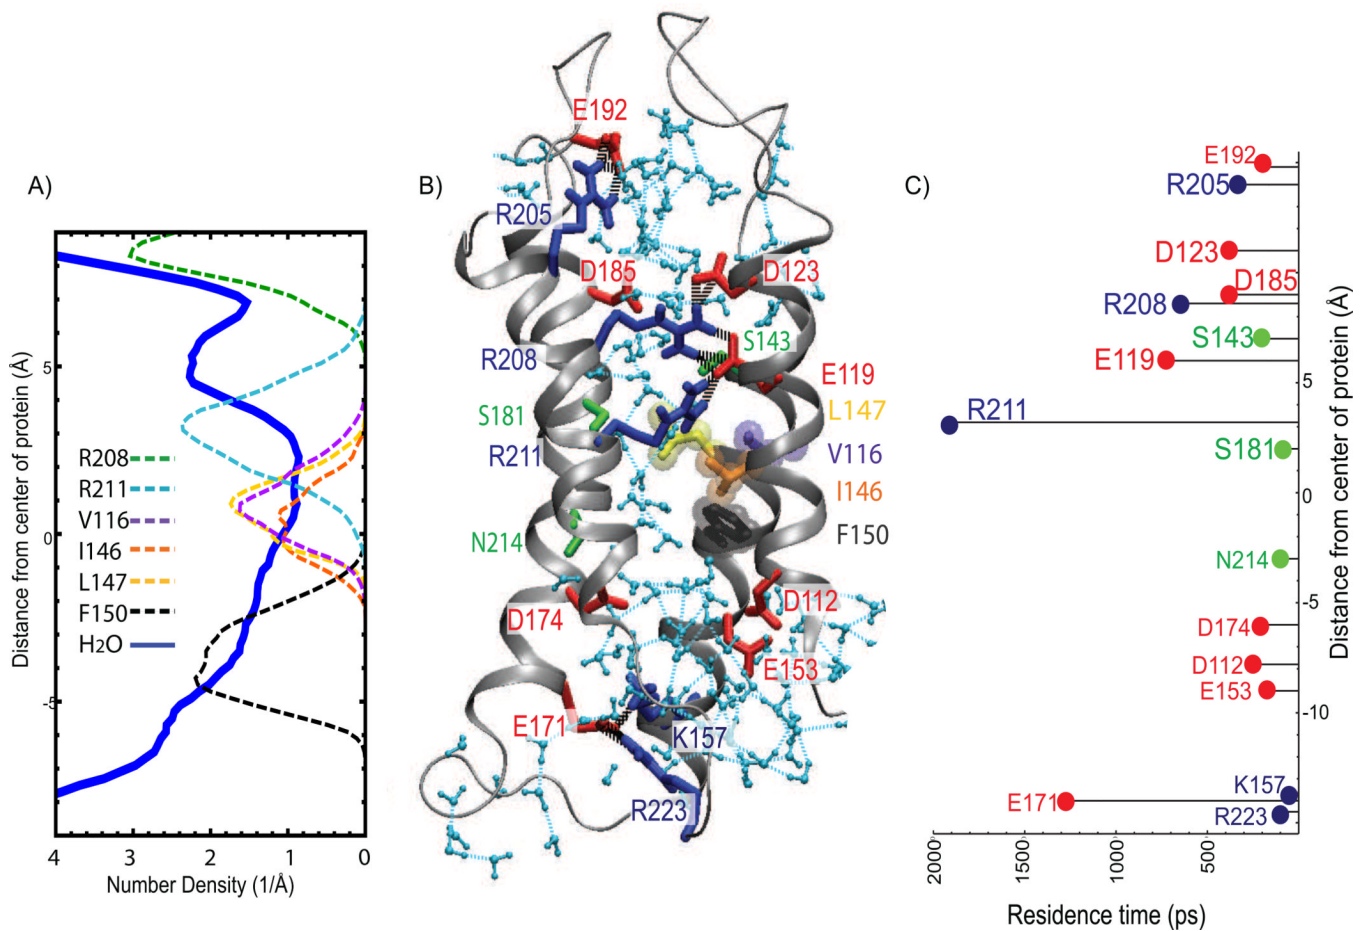 A)
Distance from center of protein (Å)
5
0
-5
R208
R211
V116
I146
L147
F150
H2O
4
3
2
1
0
Number Density (1/Å)
B)
E192
R205
D185
D123
R208
S143
E119
S181
L147
R211
V116
I146
N214
F150
D174
D112
E153
E171
K157
R223
C)
E192
R205
D123
D185
R208
S143
E119
5
R211
S181
0
N214
-5
D174
D112
E153
-10
K157
E171
R223
Distance from center of protein (Å)
2000
1500
1000
500
Residence time (ps)